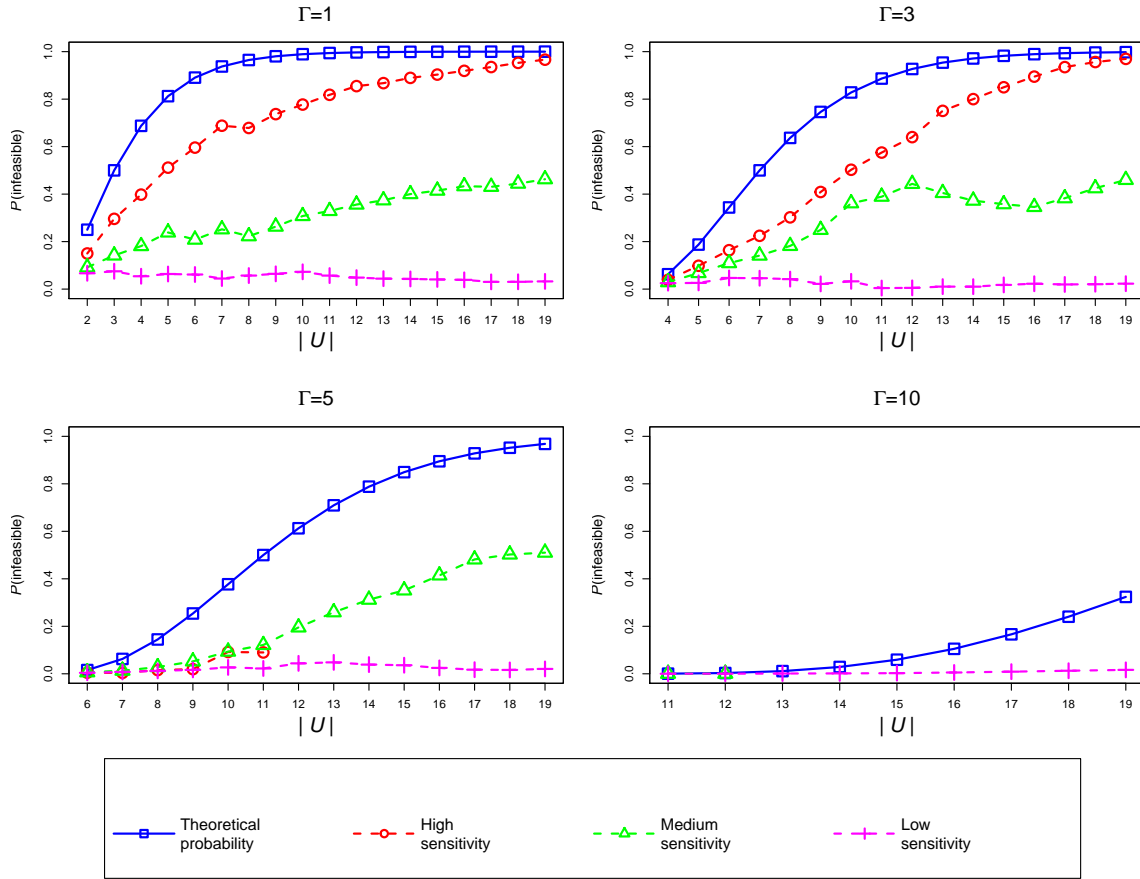 Γ=1
P(infeasible)
0.0 0.2 0.4 0.6 0.8 1.0
2 3 4 5 6 7 8 9 10 11 12 13 14 15 16 17 18 19
| U |
Γ=3
P(infeasible)
0.0 0.2 0.4 0.6 0.8 1.0
4 5 6 7 8 9 10 11 12 13 14 15 16 17 18 19
| U |
Γ=5
P(infeasible)
0.0 0.2 0.4 0.6 0.8 1.0
6 7 8 9 10 11 12 13 14 15 16 17 18 19
| U |
Γ=10
P(infeasible)
0.0 0.2 0.4 0.6 0.8 1.0
11 12 13 14 15 16 17 18 19
| U |
Theoretical
probability
High
sensitivity
Medium
sensitivity
Low
sensitivity